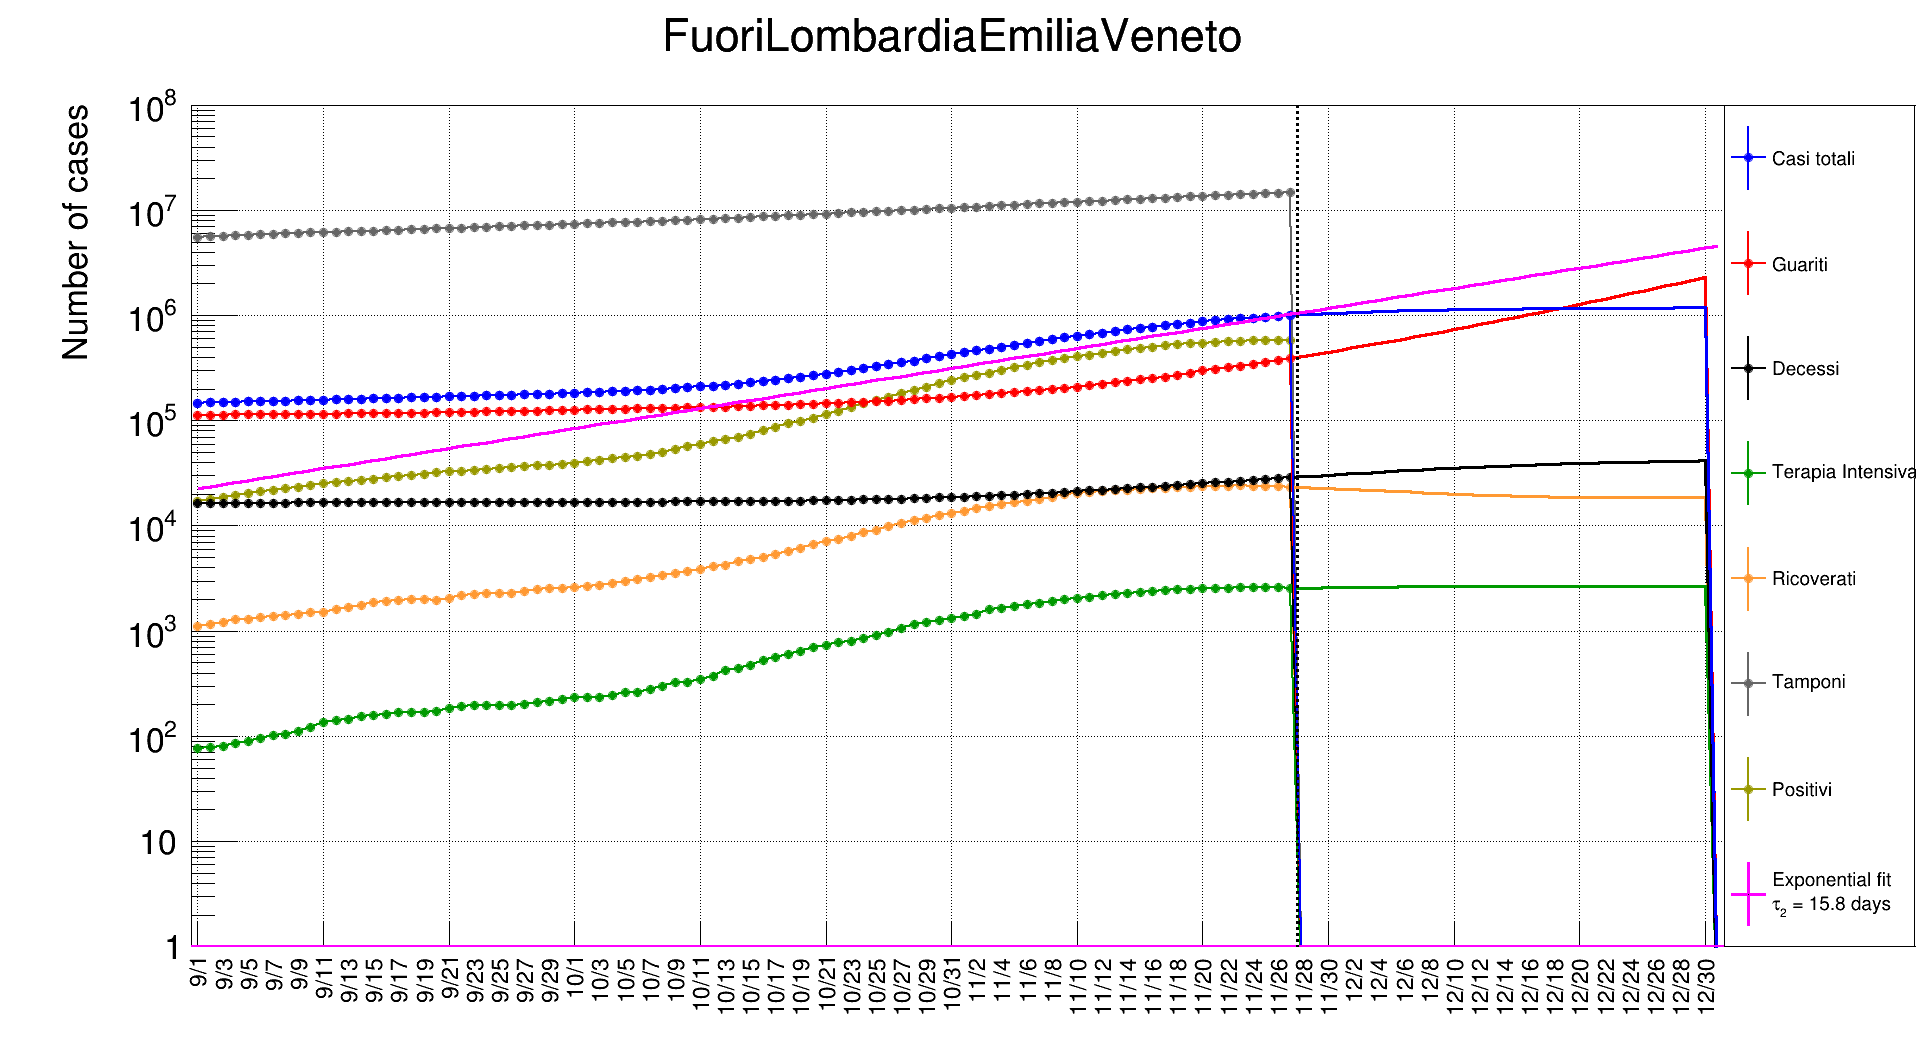 FuoriLombardiaEmiliaVeneto
Number of cases
10^8
10^7
10^6
10^5
10^4
10^3
10^2
10
1
9/1 9/3 9/5 9/7 9/9 9/11 9/13 9/15 9/17 9/19 9/21 9/23 9/25 9/27 9/29 10/1 10/3 10/5 10/7 10/9 10/11 10/13 10/15 10/17 10/19 10/21 10/23 10/25 10/27 10/29 10/31 11/2 11/4 11/6 11/8 11/10 11/12 11/14 11/16 11/18 11/20 11/22 11/24 11/26 11/28 11/30 12/2 12/4 12/6 12/8 12/10 12/12 12/14 12/16 12/18 12/20 12/22 12/24 12/26 12/28 12/30
Casi totali
Guariti
Decessi
Terapia Intensiva
Ricoverati
Tamponi
Positivi
Exponential fit
τ_2 = 15.8 days